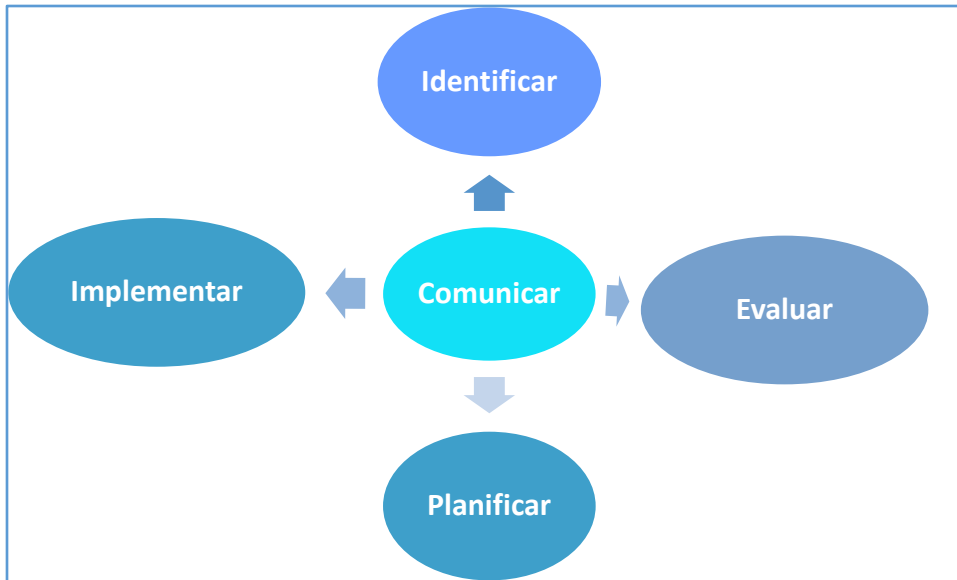 Identificar
Implementar
Comunicar
Evaluar
Planificar